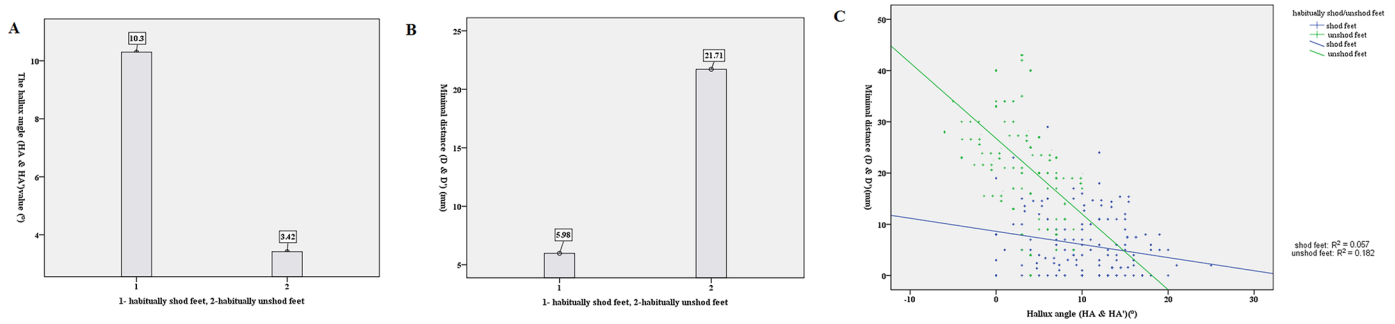 A
The hallux angle (HA & HA')value (º)
10
8
6
4
10.3
3.42
1
2
1- habitually shod feet, 2-habitually unshod feet
B
Minimal distance (D & D') (mm)
25
20
15
10
5
5.98
21.71
1
2
1- habitually shod feet, 2-habitually unshod feet
C
Minimal distance (D & D')(mm)
50
40
30
20
10
0
-10
0
10
20
30
Hallux angle (HA & HA')(º)
habitually shod/unshod feet
shod feet
unshod feet
shod feet
unshod feet
shod feet: R² = 0.057
unshod feet: R² = 0.182